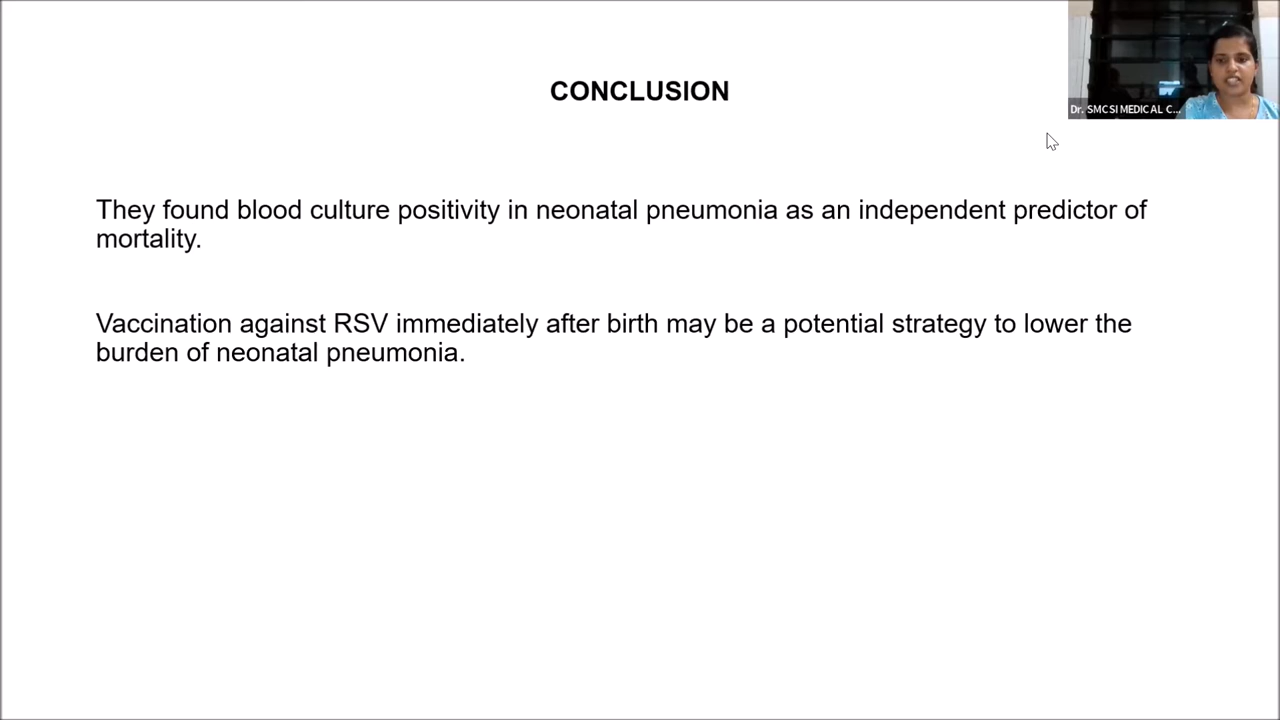 CONCLUSION
Dr. SMCSI MEDICAL C...
They found blood culture positivity in neonatal pneumonia as an independent predictor of
mortality.
Vaccination against RSV immediately after birth may be a potential strategy to lower the
burden of neonatal pneumonia.